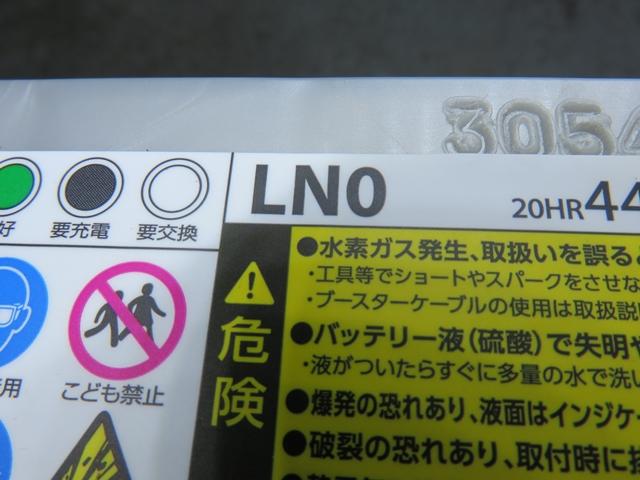 3054
好 要充電 要交換
LN0 20HR44
危険
●水素ガス発生、取扱いを誤ると
・工具等でショートやスパークをさせな
・ブースターケーブルの使用は取扱説
●バッテリー液(硫酸)で失明や
・液がついたらすぐに多量の水で洗い
●爆発の恐れあり、液面はインジケ
●破裂の恐れあり、取付時に
用
こども禁止